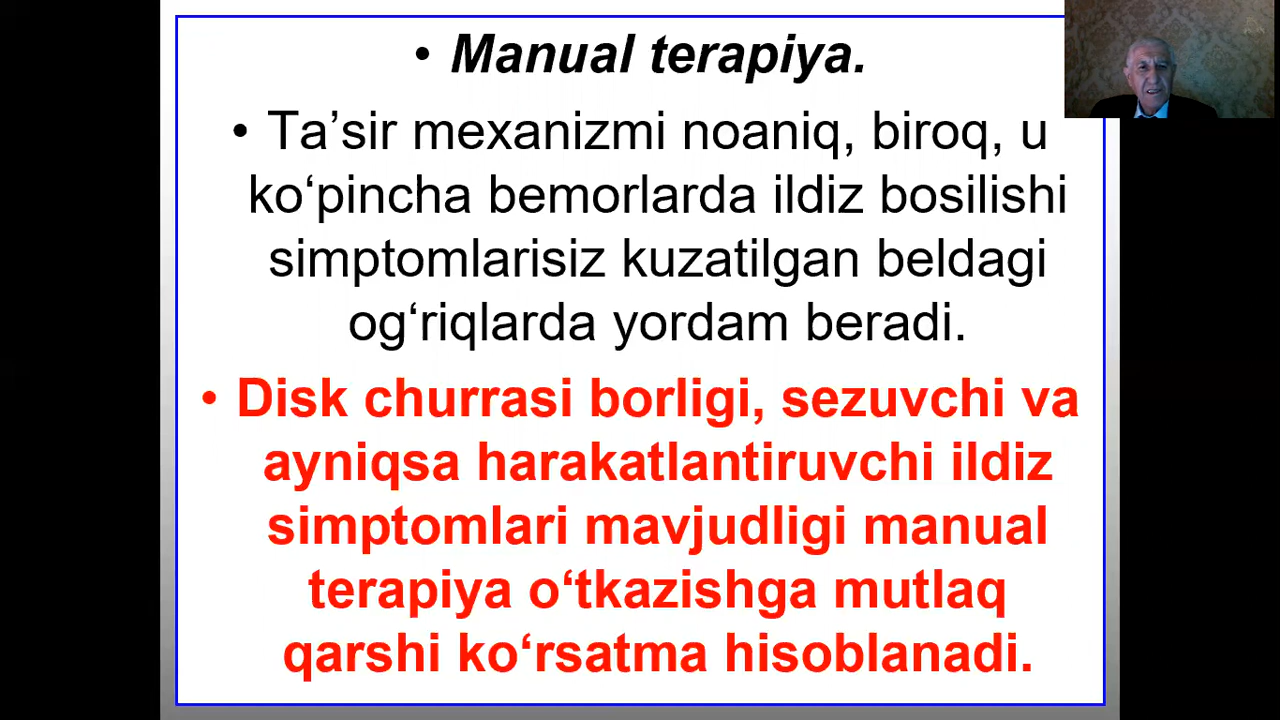 • Manual terapiya.
• Ta’sir mexanizmi noaniq, biroq, u
ko‘pincha bemorlarda ildiz bosilishi
simptomlarisiz kuzatilgan beldagi
og‘riqlarda yordam beradi.
• Disk churrasi borligi, sezuvchi va
ayniqsa harakatlantiruvchi ildiz
simptomlari mavjudligi manual
terapiya o‘tkazishga mutlaq
qarshi ko‘rsatma hisoblanadi.